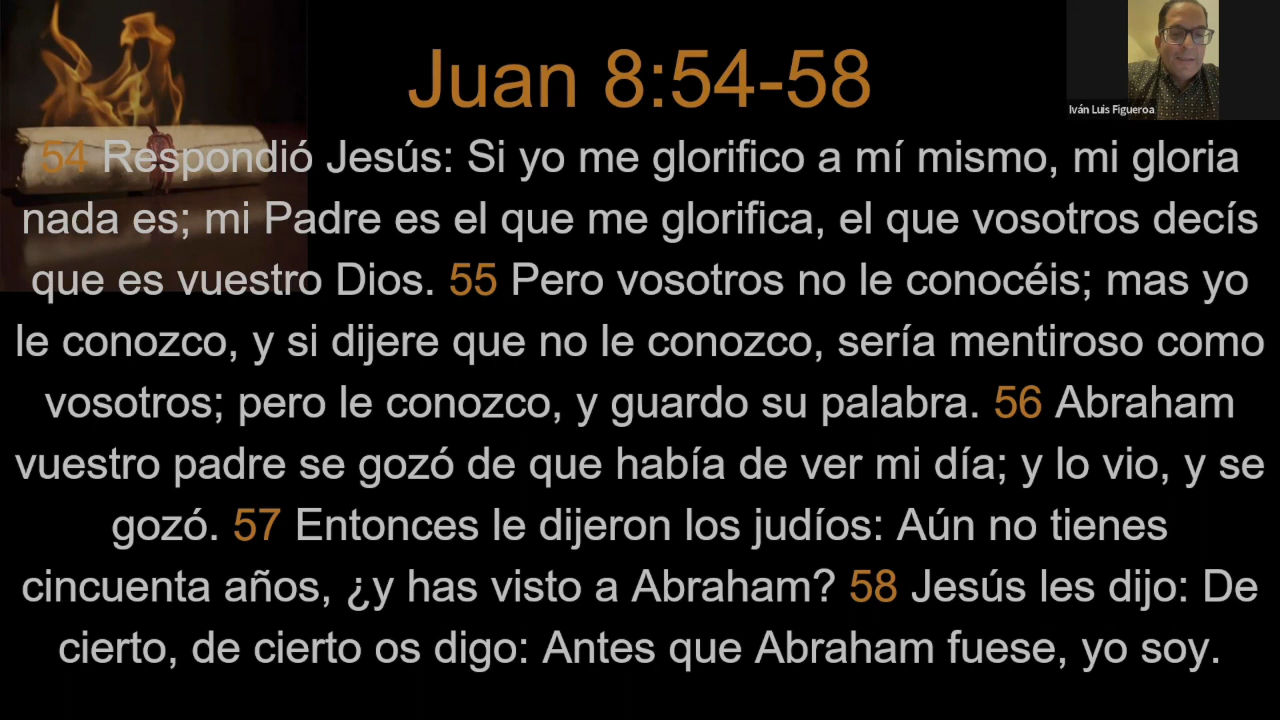 Juan 8:54-58
Iván Luis Figueroa
54 Respondió Jesús: Si yo me glorifico a mí mismo, mi gloria
nada es; mi Padre es el que me glorifica, el que vosotros decís
que es vuestro Dios. 55 Pero vosotros no le conocéis; mas yo
le conozco, y si dijere que no le conozco, sería mentiroso como
vosotros; pero le conozco, y guardo su palabra. 56 Abraham
vuestro padre se gozó de que había de ver mi día; y lo vio, y se
gozó. 57 Entonces le dijeron los judíos: Aún no tienes
cincuenta años, ¿y has visto a Abraham? 58 Jesús les dijo: De
cierto, de cierto os digo: Antes que Abraham fuese, yo soy.